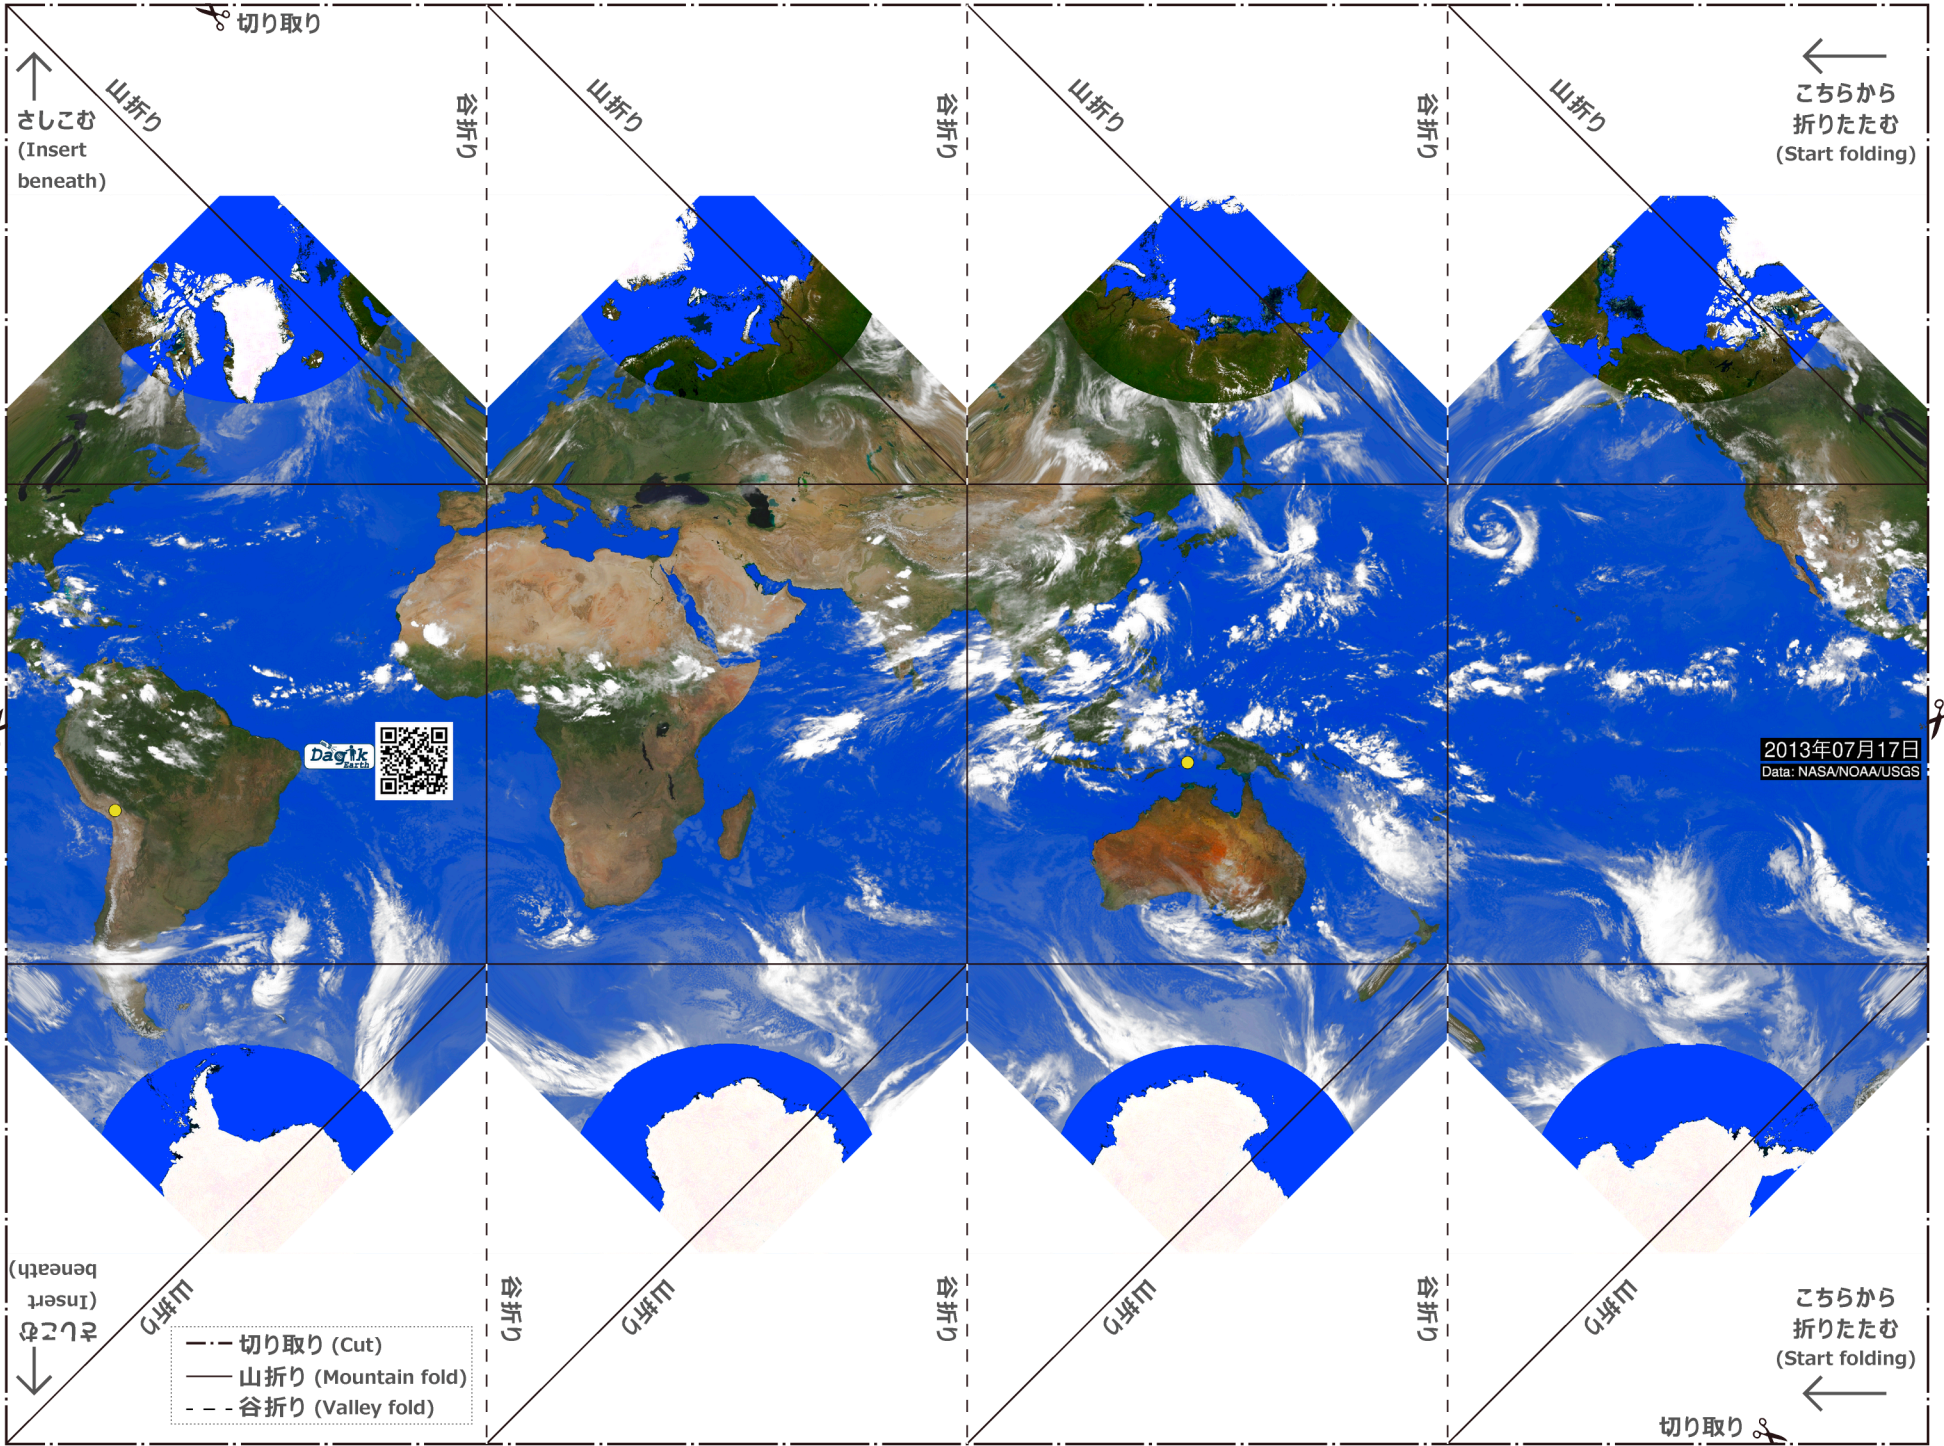 切り取り
さしこむ
(Insert
beneath)
山折り
谷折り
山折り
谷折り
山折り
谷折り
山折り
こちらから
折りたたむ
(Start folding)
Dagik
Earth
2013年07月17日
Data: NASA/NOAA/USGS
さしこむ
(Insert
beneath)
山折り
谷折り
山折り
谷折り
山折り
谷折り
山折り
こちらから
折りたたむ
(Start folding)
切り取り (Cut)
山折り (Mountain fold)
谷折り (Valley fold)
切り取り